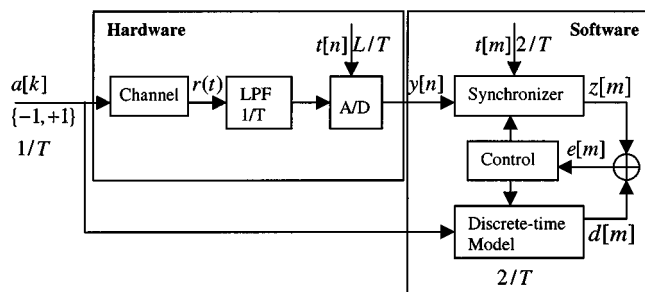 Hardware
Software
t[n] L/T
t[m] 2/T
a[k]
{−1,+1}
1/T
Channel
r(t)
LPF
1/T
A/D
y[n]
Synchronizer
z[m]
Control
e[m]
Discrete-time
Model
d[m]
2/T